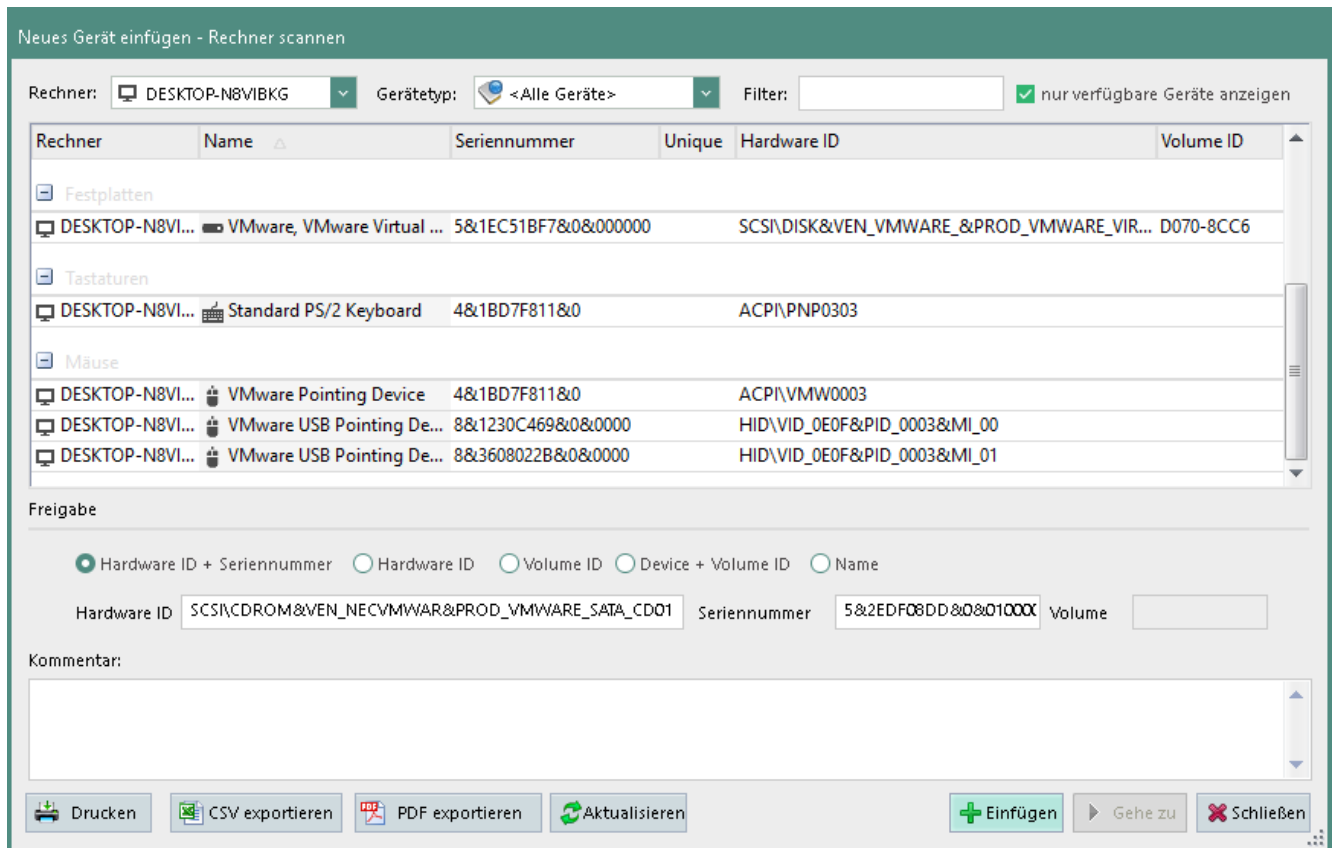 Neues Gerät einfügen - Rechner scannen
Rechner: DESKTOP-N8VIBKG Gerätetyp: <Alle Geräte> Filter: nur verfügbare Geräte anzeigen
Rechner Name Seriennummer Unique Hardware ID Volume ID
Festplatten
DESKTOP-N8VI... VMware, VMware Virtual ... 5&1EC51BF7&0&000000 SCSI\DISK&VEN_VMWARE_&PROD_VMWARE_VIR... D070-8CC6
Tastaturen
DESKTOP-N8VI... Standard PS/2 Keyboard 4&1BD7F811&0 ACPI\PNP0303
Mäuse
DESKTOP-N8VI... VMware Pointing Device 4&1BD7F811&0 ACPI\VMW0003
DESKTOP-N8VI... VMware USB Pointing De... 8&1230C469&0&0000 HID\VID_0E0F&PID_0003&MI_00
DESKTOP-N8VI... VMware USB Pointing De... 8&3608022B&0&0000 HID\VID_0E0F&PID_0003&MI_01
Freigabe
Hardware ID + Seriennummer Hardware ID Volume ID Device + Volume ID Name
Hardware ID SCSI\CDROM&VEN_NECVMWAR&PROD_VMWARE_SATA_CD01 Seriennummer 5&2EDF08DD&0&01000 Volume
Kommentar:
Drucken CSV exportieren PDF exportieren Aktualisieren Einfügen Gehe zu Schließen